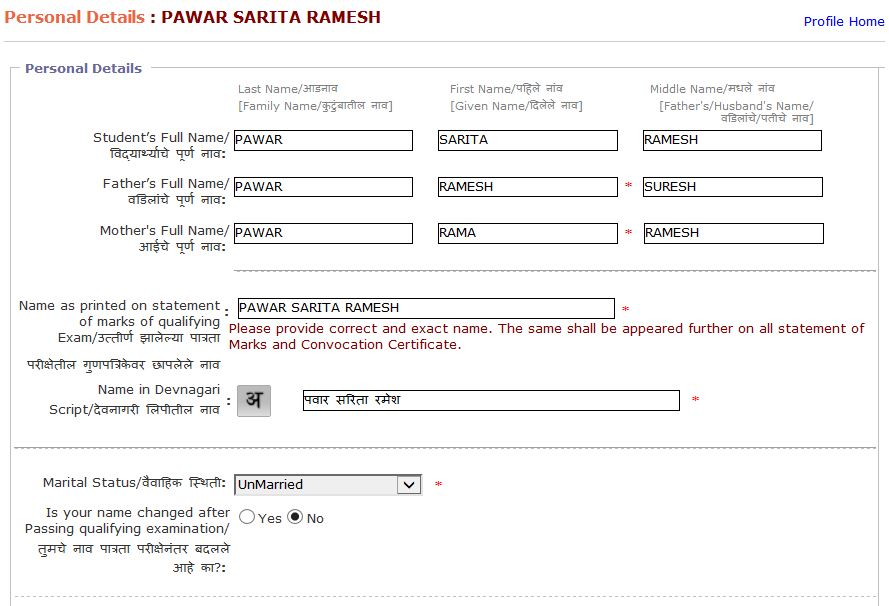 Personal Details : PAWAR SARITA RAMESH
Profile Home
Personal Details
Last Name/आडनाव First Name/पहिले नांव Middle Name/मधले नांव
[Family Name/कुटुंबातील नाव] [Given Name/दिलेले नाव] [Father's/Husband's Name/
वडिलांचे/पतीचे नाव]
Student's Full Name/
विद्यार्थ्याचे पूर्ण नाव: PAWAR SARITA RAMESH
Father's Full Name/
वडिलांचे पूर्ण नाव: PAWAR RAMESH * SURESH
Mother's Full Name/
आईचे पूर्ण नाव: PAWAR RAMA * RAMESH
Name as printed on statement
of marks of qualifying
Exam/उत्तीर्ण झालेल्या पात्रता
परीक्षेतील गुणपत्रिकेवर छापलेले नाव
: PAWAR SARITA RAMESH *
Please provide correct and exact name. The same shall be appeared further on all statement of
Marks and Convocation Certificate.
Name in Devnagari
Script/देवनागरी लिपीतील नाव : अ पवार सरिता रमेश *
Marital Status/वैवाहिक स्थिती: UnMarried *
Is your name changed after
Passing qualifying examination/
तुमचे नाव पात्रता परीक्षेनंतर बदलले
आहे का?:
Yes No